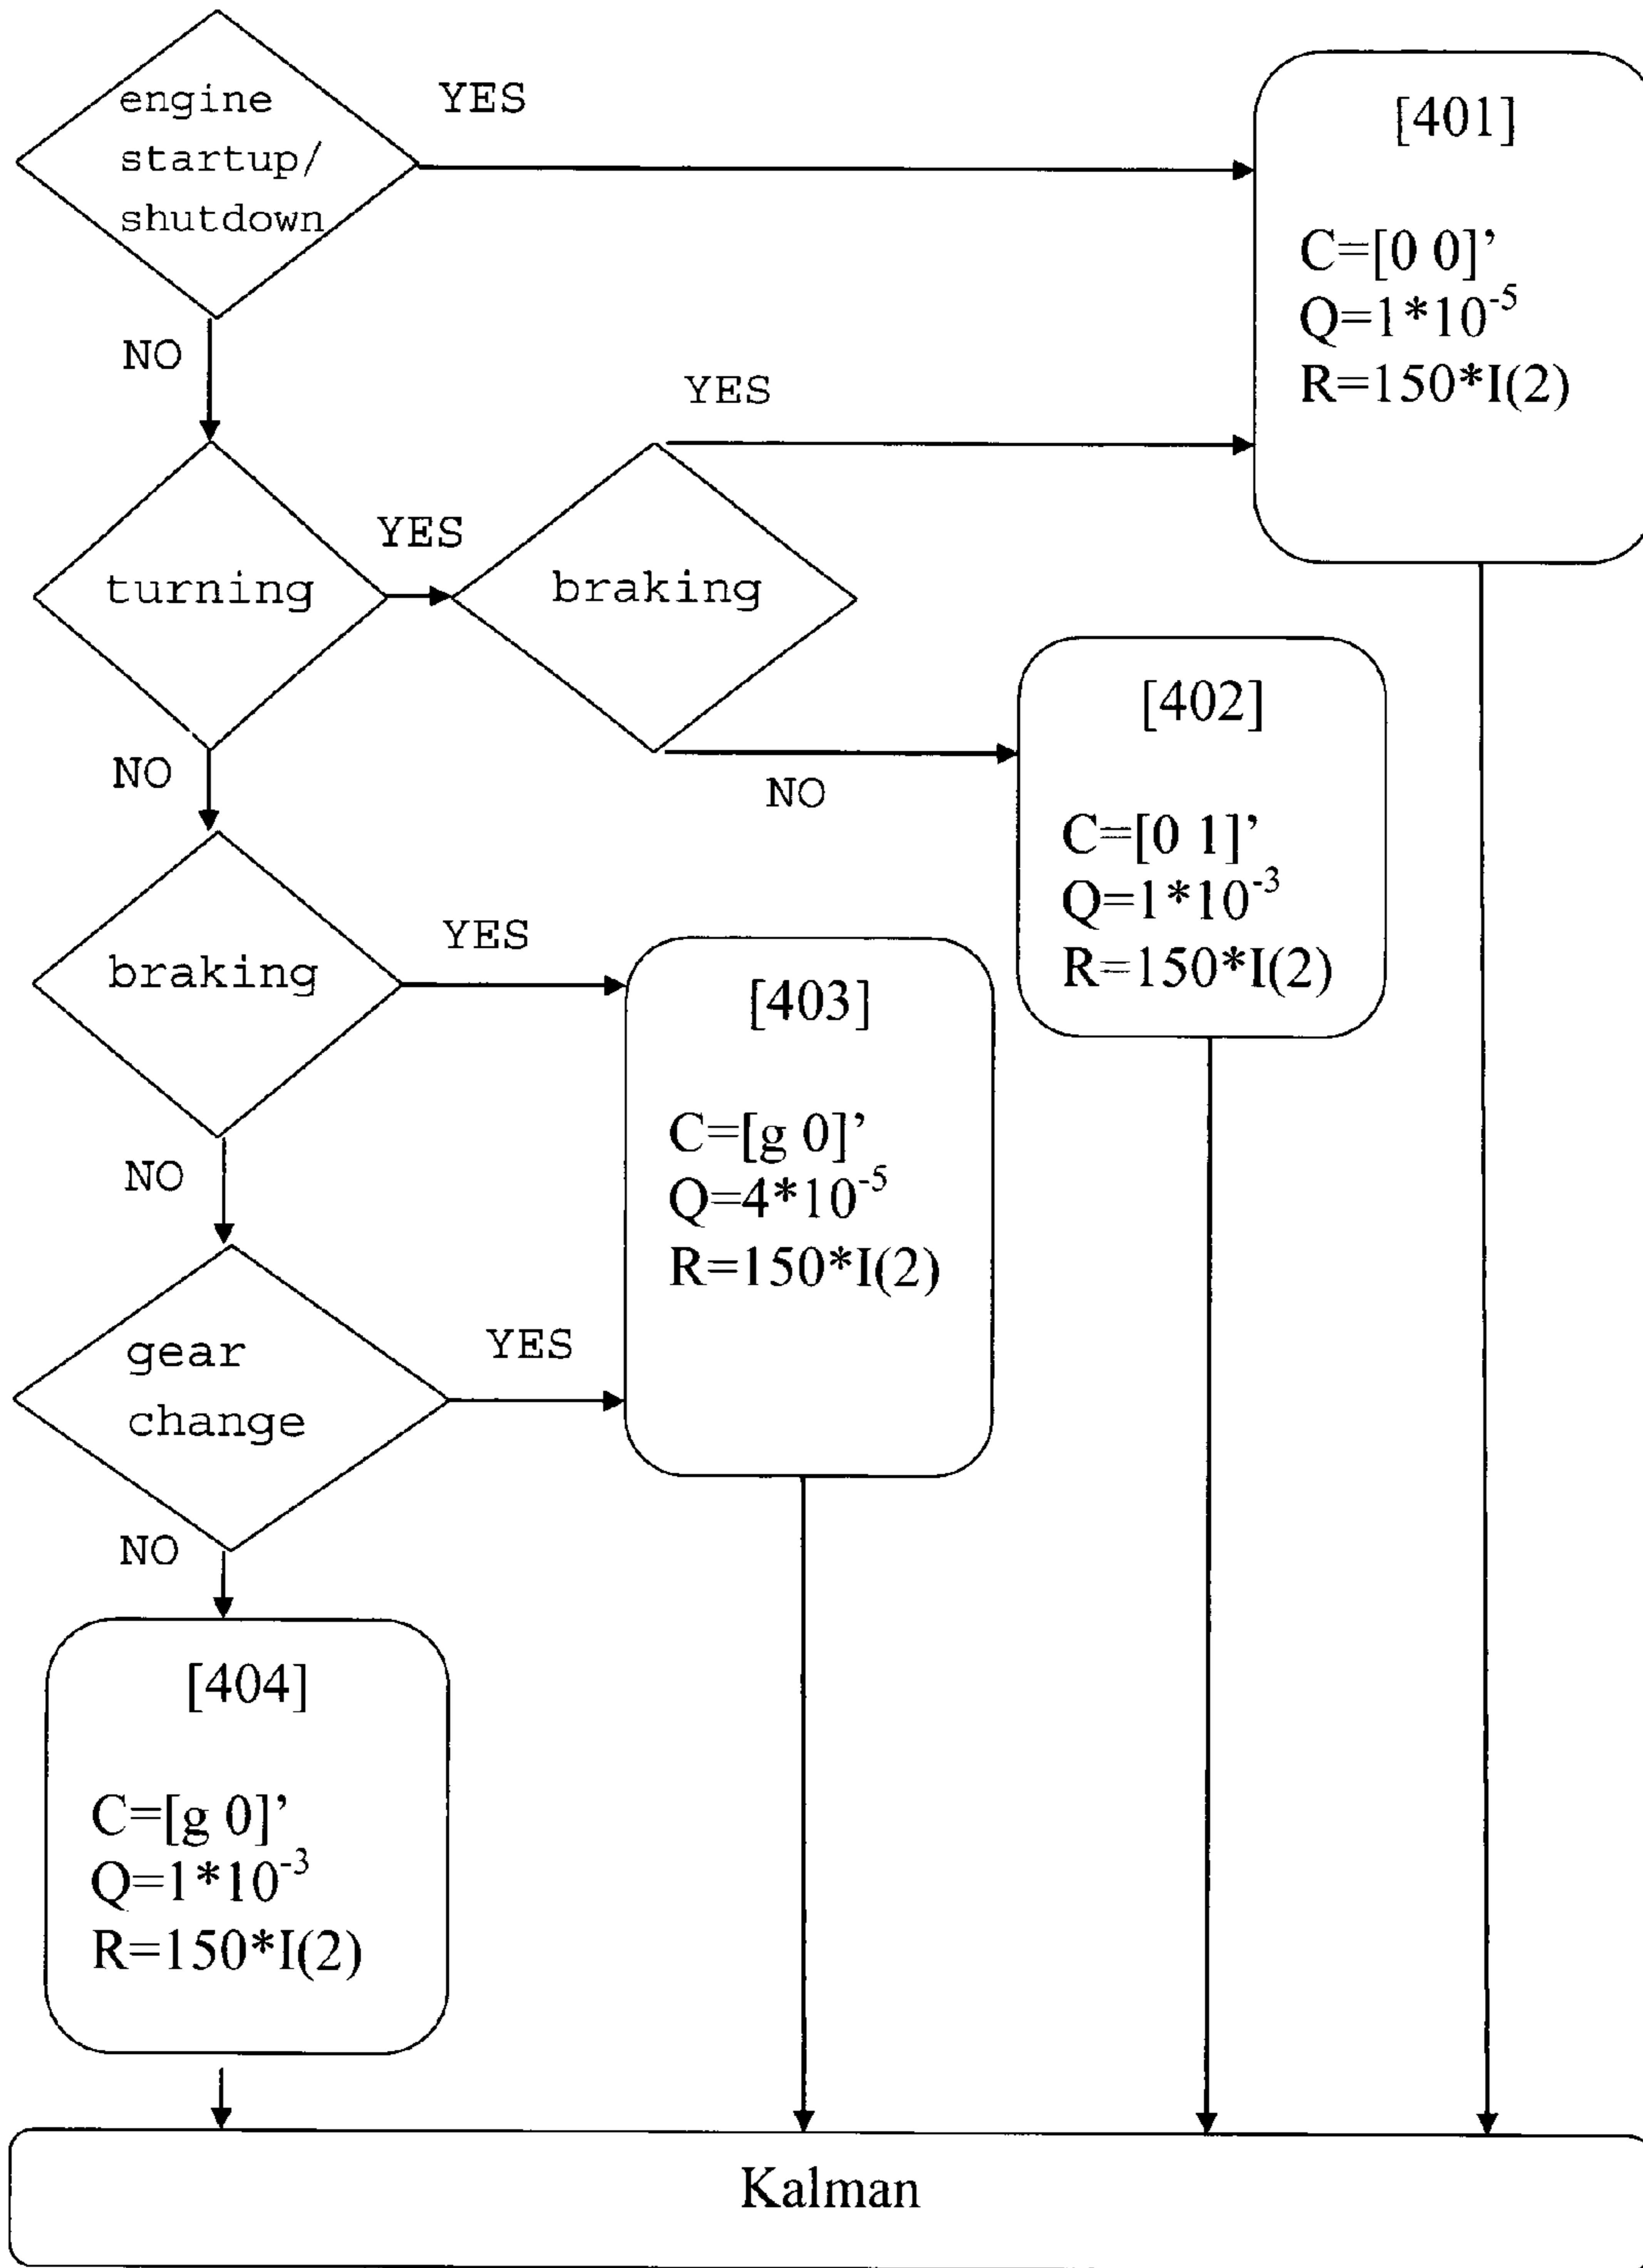 engine
startup/
shutdown
YES
[401]
C=[0 0]’
Q=1*10-5
R=150*I(2)
NO
YES
turning
YES
braking
[402]
C=[0 1]’
Q=1*10-3
R=150*I(2)
NO
NO
braking
YES
[403]
C=[g 0]’
Q=4*10-5
R=150*I(2)
NO
gear
change
YES
NO
[404]
C=[g 0]’
Q=1*10-3
R=150*I(2)
Kalman